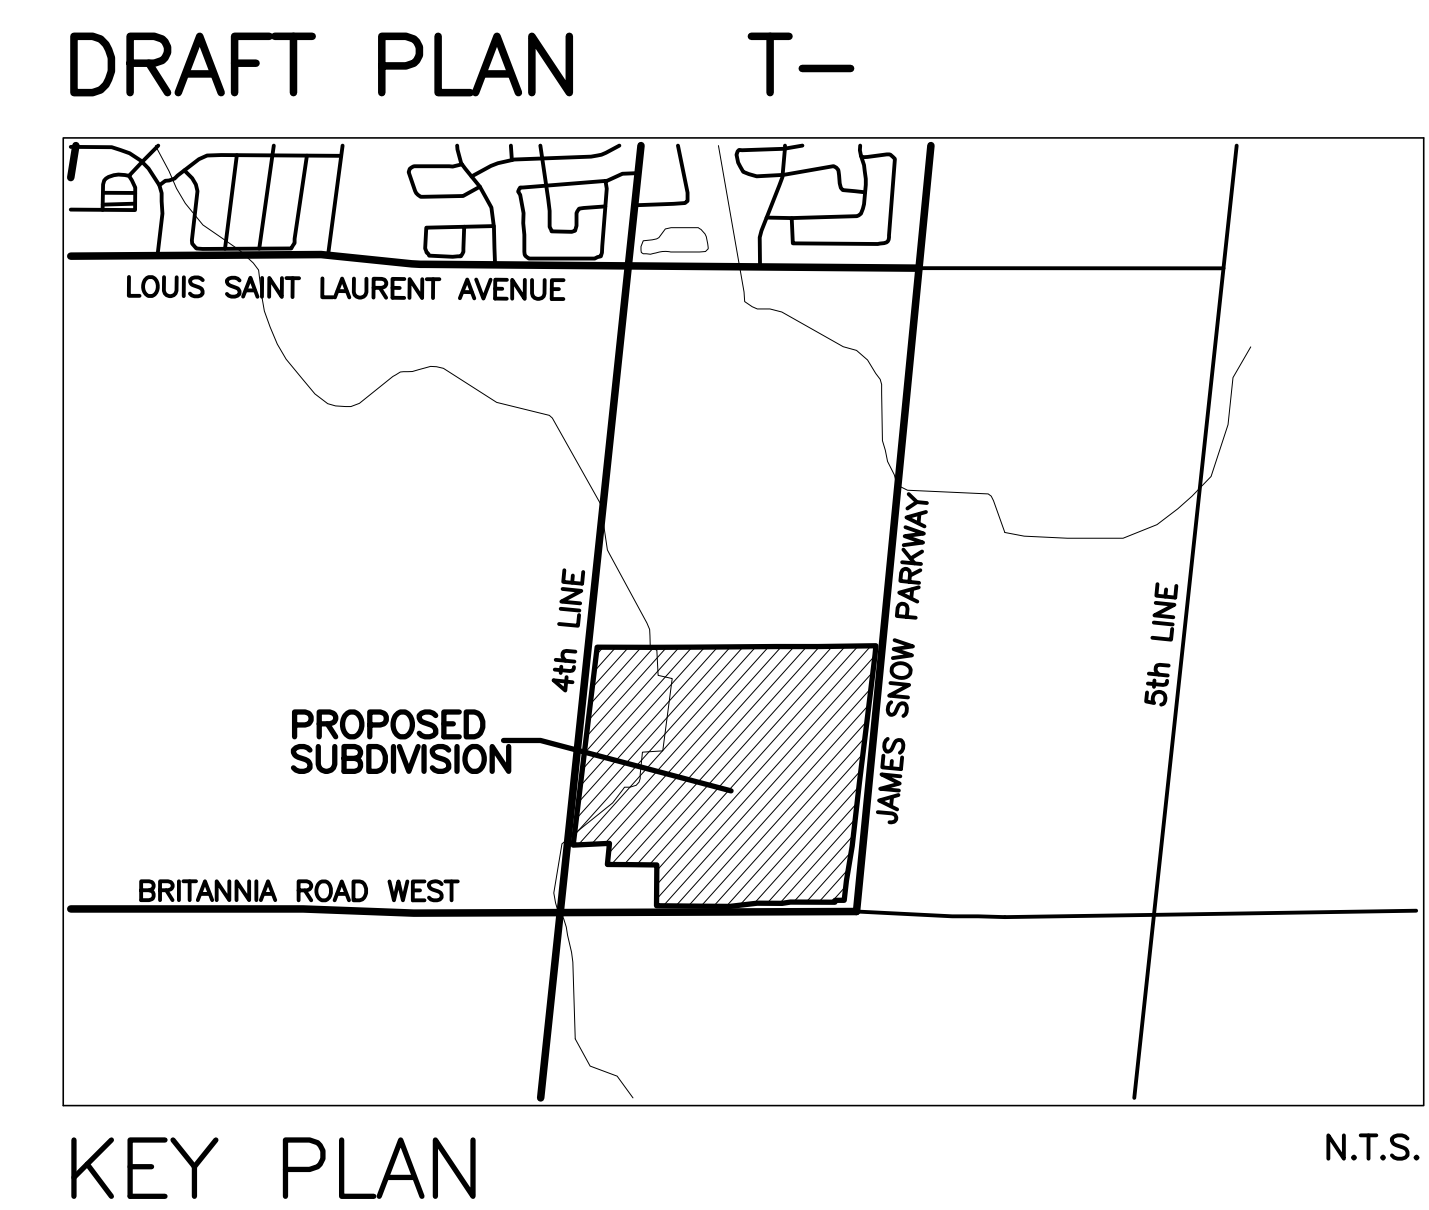 DRAFT PLAN T-
LOUIS SAINT LAURENT AVENUE
4th LINE
JAMES SNOW PARKWAY
5th LINE
PROPOSED
SUBDIVISION
BRITANNIA ROAD WEST
KEY PLAN
N.T.S.